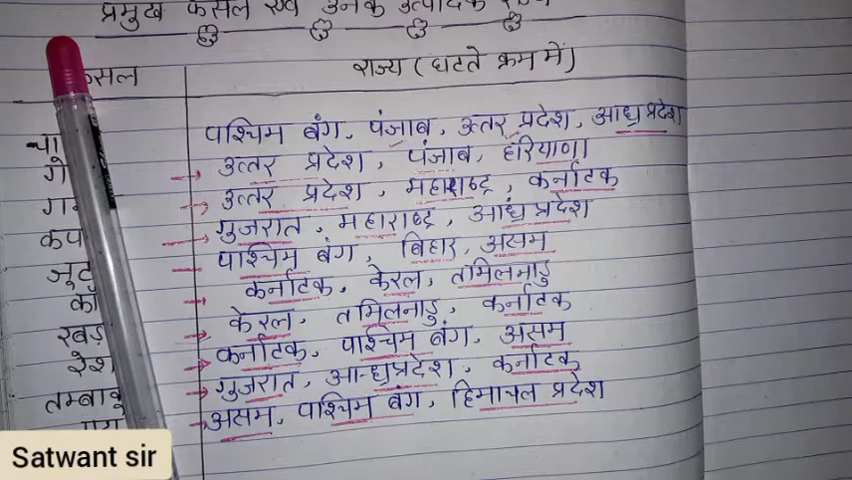 प्रमुख फसल एवं उनके उत्पादक राज्य
फसल राज्य (घटते क्रम में)
पश्चिम बंग, पंजाब, उत्तर प्रदेश, आंध्र प्रदेश
उत्तर प्रदेश, पंजाब, हरियाणा
उत्तर प्रदेश, महाराष्ट्र, कर्नाटक
गुजरात, महाराष्ट्र, आंध्र प्रदेश
जूट पश्चिम बंग, बिहार, असम
कर्नाटक, केरल, तमिलनाडु
केरल, तमिलनाडु, कर्नाटक
कर्नाटक, पश्चिम बंग, असम
तम्बाकू गुजरात, आन्ध्रप्रदेश, कर्नाटक
असम, पश्चिम बंग, हिमाचल प्रदेश
Satwant sir